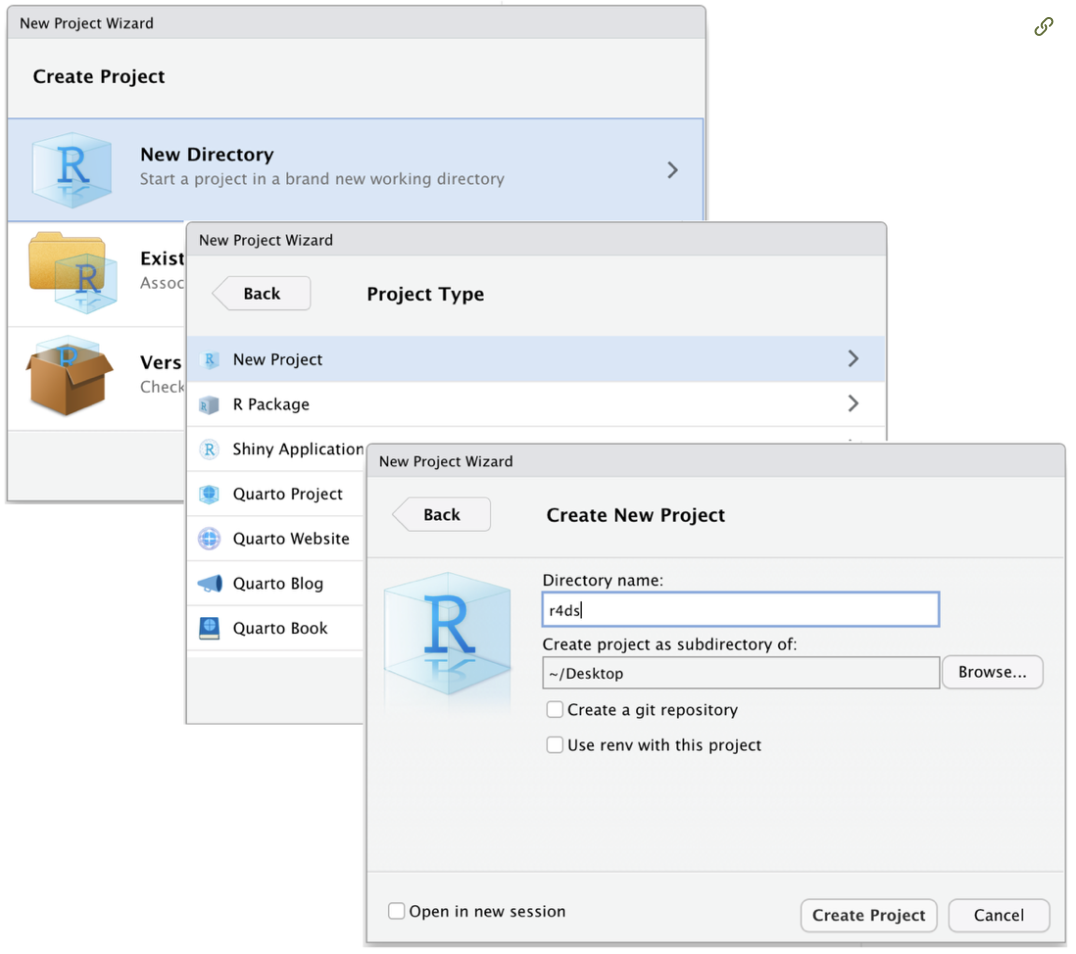 New Project Wizard
Create Project
R
New Directory
Start a project in a brand new working directory
R
Exist
Assoc
R
Vers
Check
New Project Wizard
Back
Project Type
R
New Project
R
R Package
R
Shiny Application
Quarto Project
Quarto Website
Quarto Blog
Quarto Book
New Project Wizard
Back
Create New Project
R
Directory name:
r4ds
Create project as subdirectory of:
~/Desktop
Browse...
Create a git repository
Use renv with this project
Open in new session
Create Project
Cancel